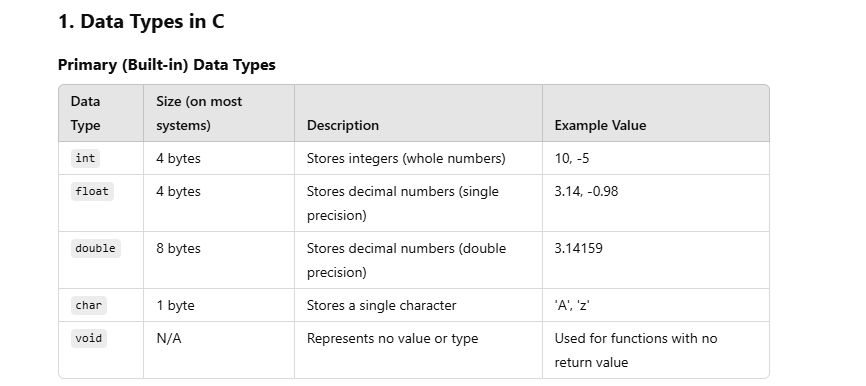 1. Data Types in C
Primary (Built-in) Data Types
Data Type | Size (on most systems) | Description | Example Value
int | 4 bytes | Stores integers (whole numbers) | 10, -5
float | 4 bytes | Stores decimal numbers (single precision) | 3.14, -0.98
double | 8 bytes | Stores decimal numbers (double precision) | 3.14159
char | 1 byte | Stores a single character | 'A', 'z'
void | N/A | Represents no value or type | Used for functions with no return value